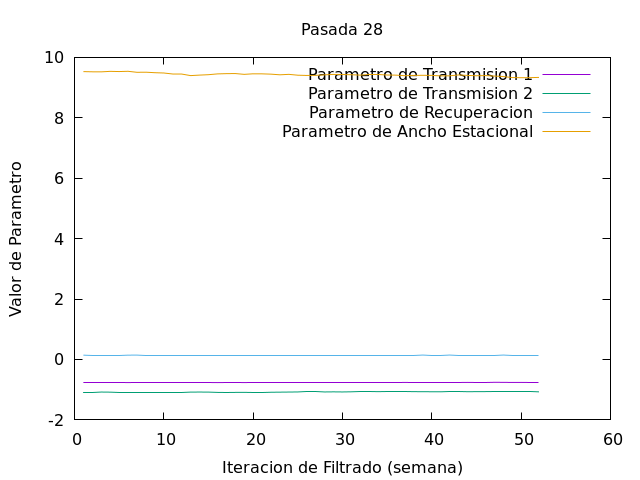 Pasada 28
10
8
6
4
2
0
-2
Valor de Parametro
Parametro de Transmision 1
Parametro de Transmision 2
Parametro de Recuperacion
Parametro de Ancho Estacional
0 10 20 30 40 50 60
Iteracion de Filtrado (semana)